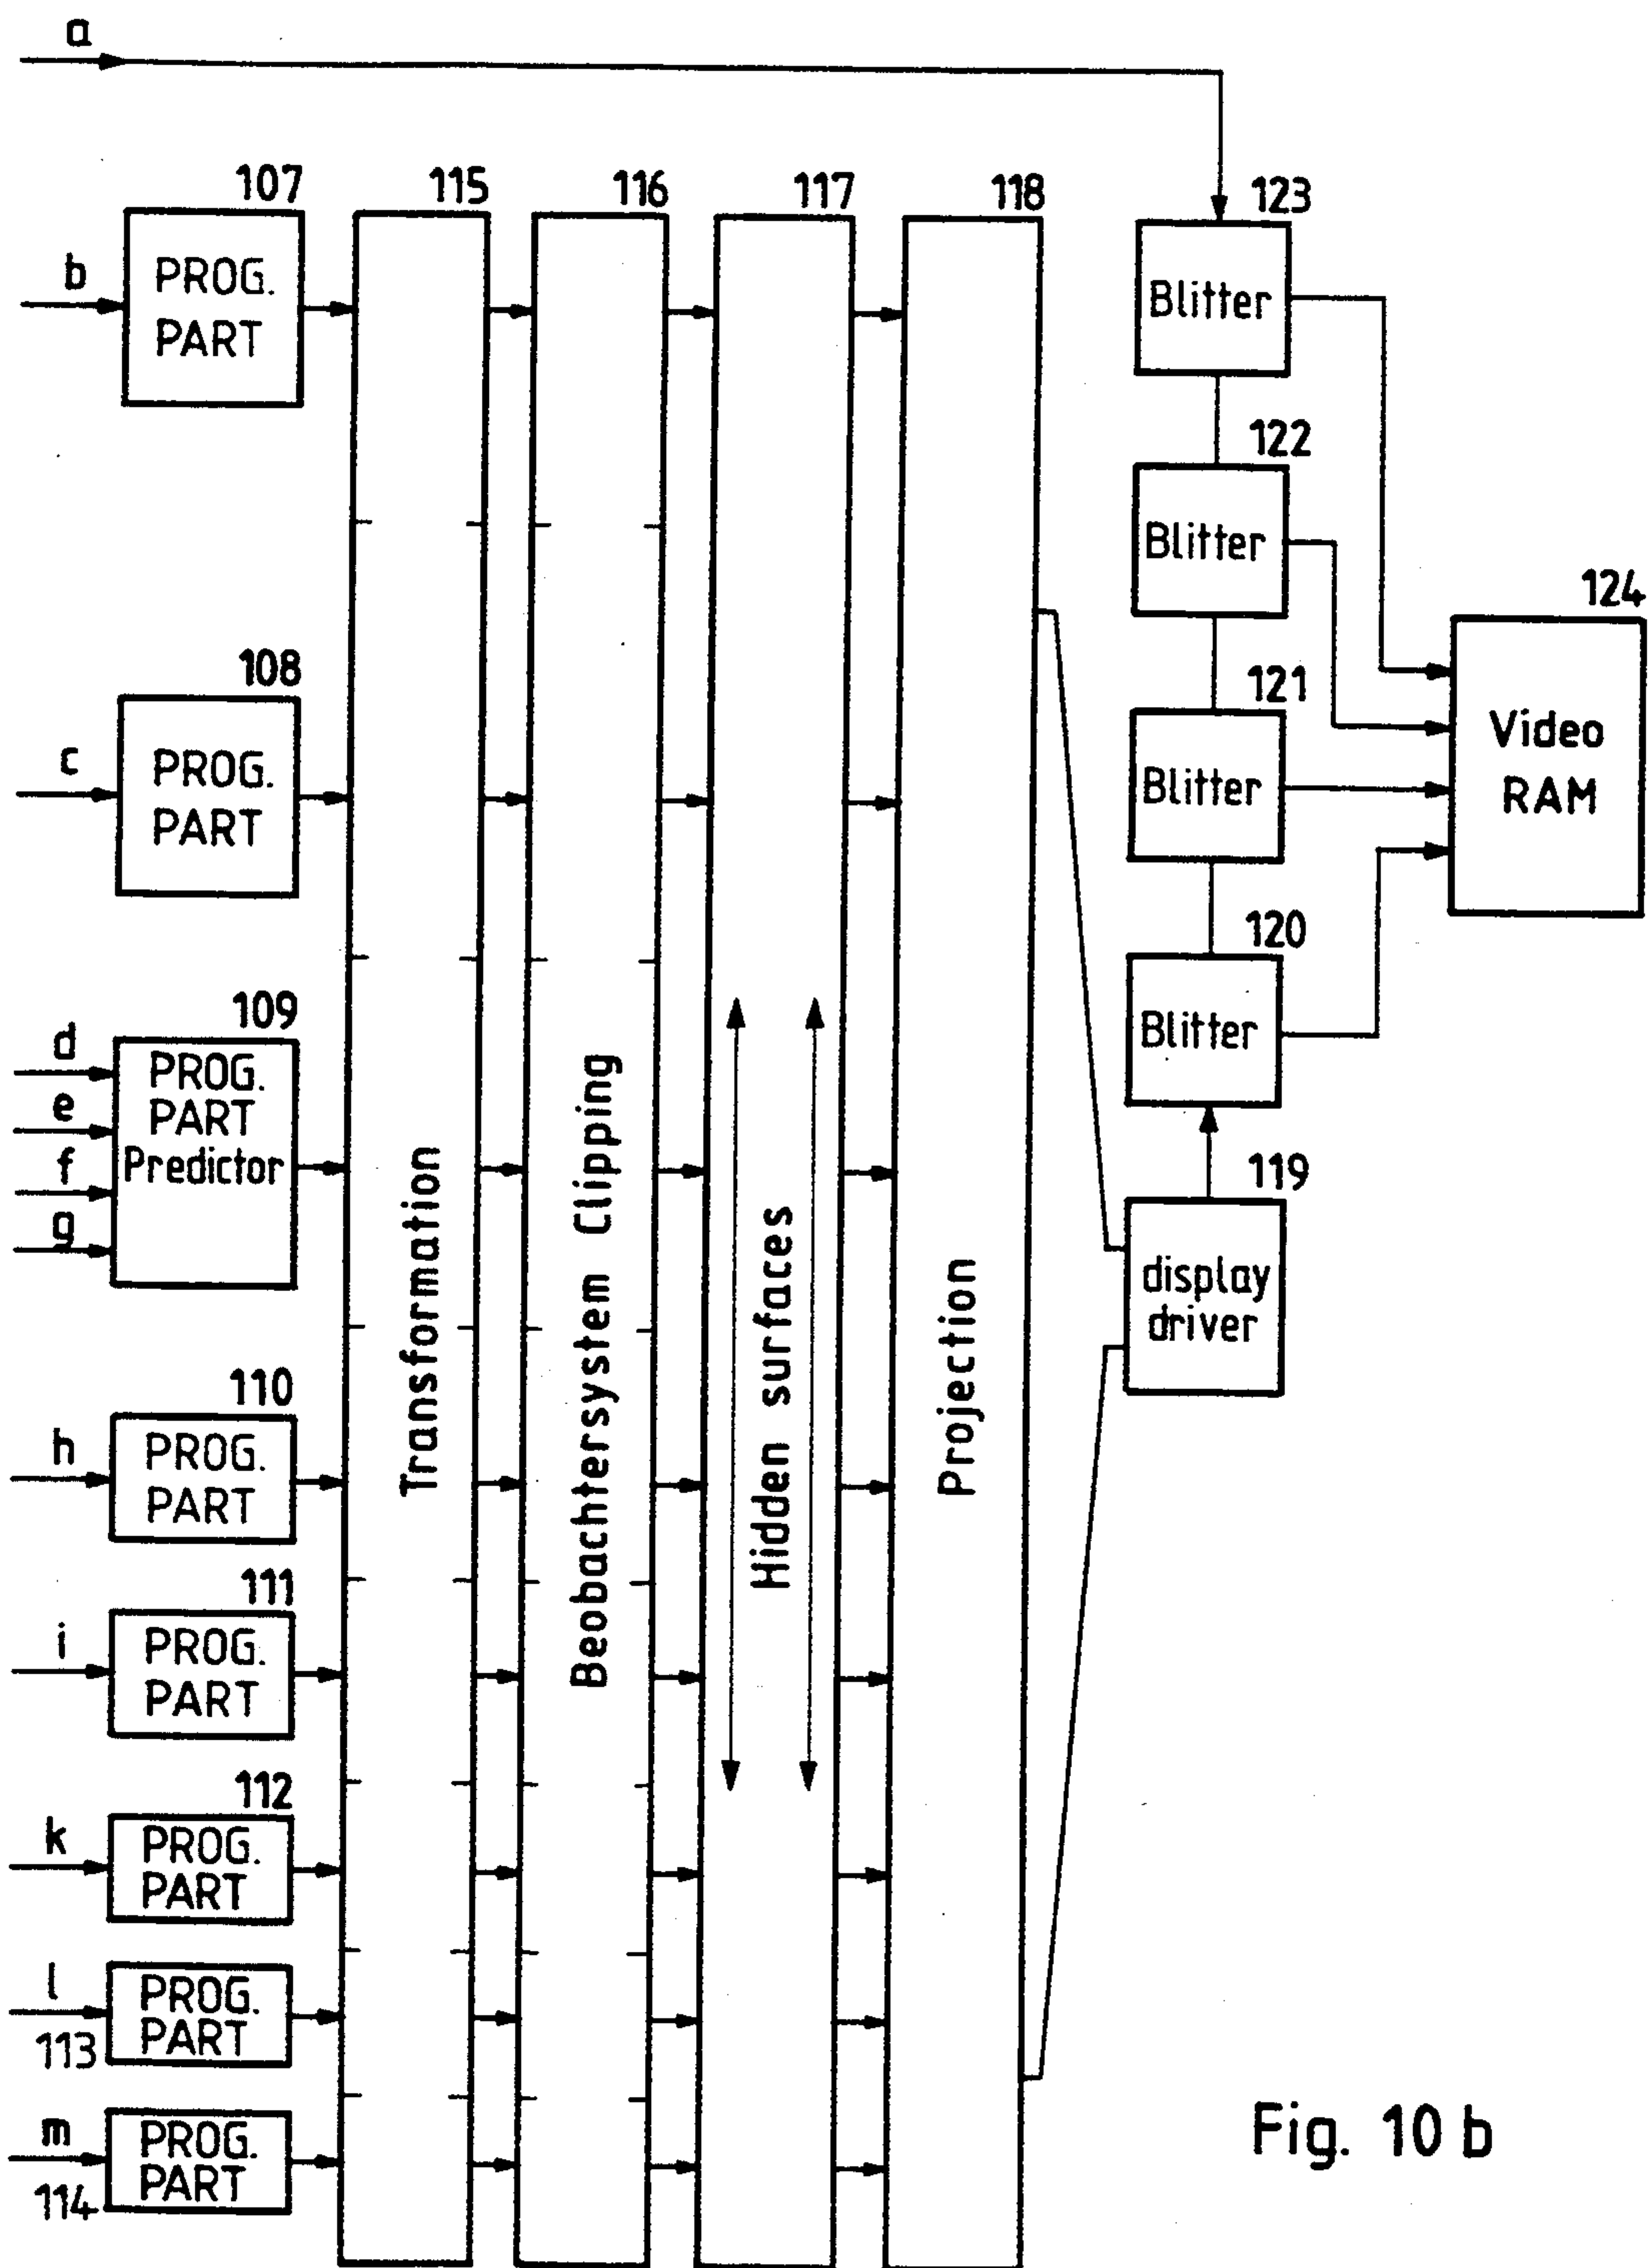 a
107
115
116
117
118
123
b
PROG.
PART
Blitter
122
Blitter
124
108
121
c
PROG.
PART
Blitter
Video
RAM
120
109
d
PROG.
PART
Predictor
e
f
g
Blitter
119
display
driver
Transformation
Beobachtersystem Clipping
Hidden surfaces
Projection
110
h
PROG.
PART
111
i
PROG.
PART
112
k
PROG.
PART
l
113
PROG.
PART
m
114
PROG.
PART
Fig. 10 b